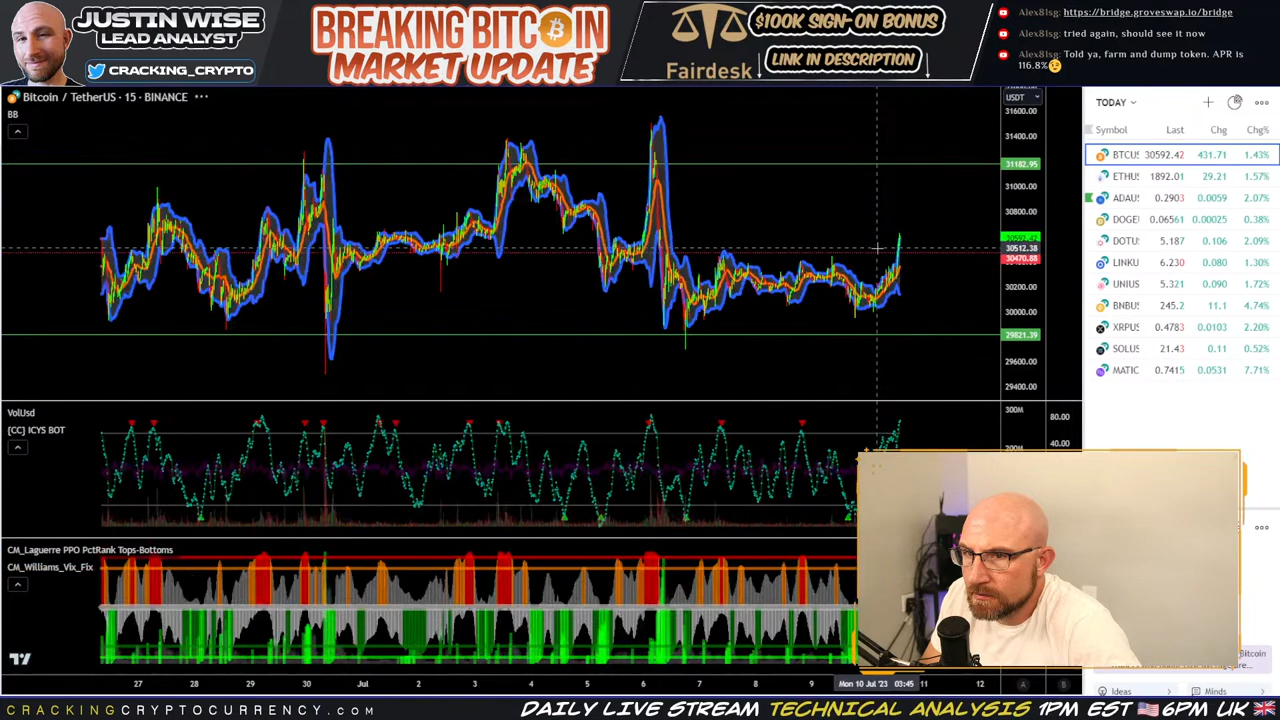 JUSTIN WISE
LEAD ANALYST
CRACKING_CRYPTO
BREAKING BITCOIN
MARKET UPDATE
Fairdesk
$100K SIGN-ON BONUS
LINK IN DESCRIPTION
Alex8lsg: https://bridge.groveswap.io/bridge
Alex8lsg: tried again, should see it now
Alex8lsg: Told ya, farm and dump token. APR is
116.8%😉
Bitcoin / TetherUS · 15 · BINANCE ···
BB
USDT
31600.00
31400.00
31182.95
31000.00
30800.00
30512.38
30470.88
30200.00
30000.00
29821.39
29600.00
29400.00
VolUsd
[CC] ICYS BOT
300M
80.00
40.00
CM_Laguerre PPO PctRank Tops-Bottoms
CM_Williams_Vix_Fix
27
28
29
30
Jul
2
3
4
5
6
7
8
9
Mon 10 Jul '23 03:45
11
12
A
B
TODAY
Symbol Last Chg Chg%
BTCUS 30592.42 431.71 1.43%
ETHUS 1892.01 29.21 1.57%
ADAUS 0.2903 0.0059 2.07%
DOGE 0.06561 0.00025 0.38%
DOTU 5.187 0.106 2.09%
LINKU 6.230 0.080 1.30%
UNIUS 5.321 0.090 1.72%
BNBUS 245.2 11.1 4.74%
XRPUS 0.4783 0.0103 2.20%
SOLUS 21.43 0.11 0.52%
MATIC 0.7415 0.0531 7.71%
Bitcoin
Ideas
Minds
CRACKINGCRYPTOCURRENCY.com
DAILY LIVE STREAM TECHNICAL ANALYSIS 1PM EST 🇺🇸 6PM UK 🇬🇧